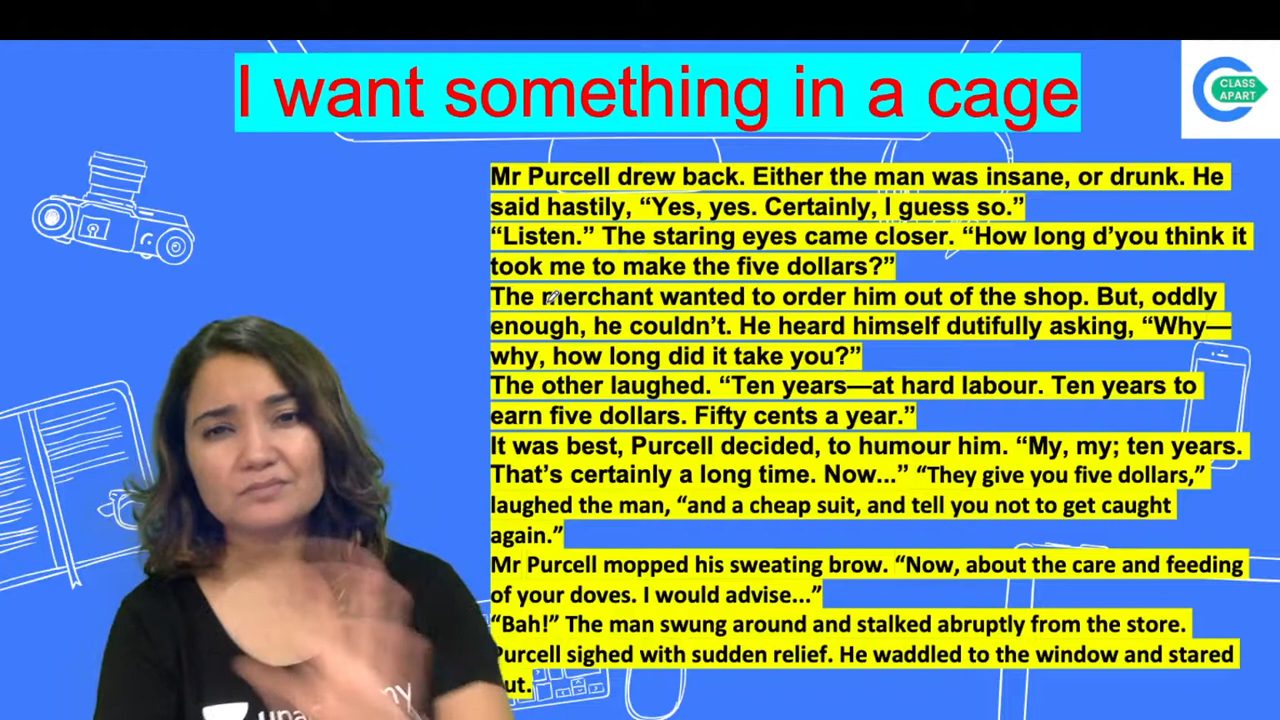 I want something in a cage
CLASS
APART
Mr Purcell drew back. Either the man was insane, or drunk. He
said hastily, “Yes, yes. Certainly, I guess so.”
“Listen.” The staring eyes came closer. “How long d’you think it
took me to make the five dollars?”
The merchant wanted to order him out of the shop. But, oddly
enough, he couldn’t. He heard himself dutifully asking, “Why—
why, how long did it take you?”
The other laughed. “Ten years—at hard labour. Ten years to
earn five dollars. Fifty cents a year.”
It was best, Purcell decided, to humour him. “My, my; ten years.
That’s certainly a long time. Now...” “They give you five dollars,”
laughed the man, “and a cheap suit, and tell you not to get caught
again.”
Mr Purcell mopped his sweating brow. “Now, about the care and feeding
of your doves. I would advise...”
“Bah!” The man swung around and stalked abruptly from the store.
Purcell sighed with sudden relief. He waddled to the window and stared
out.